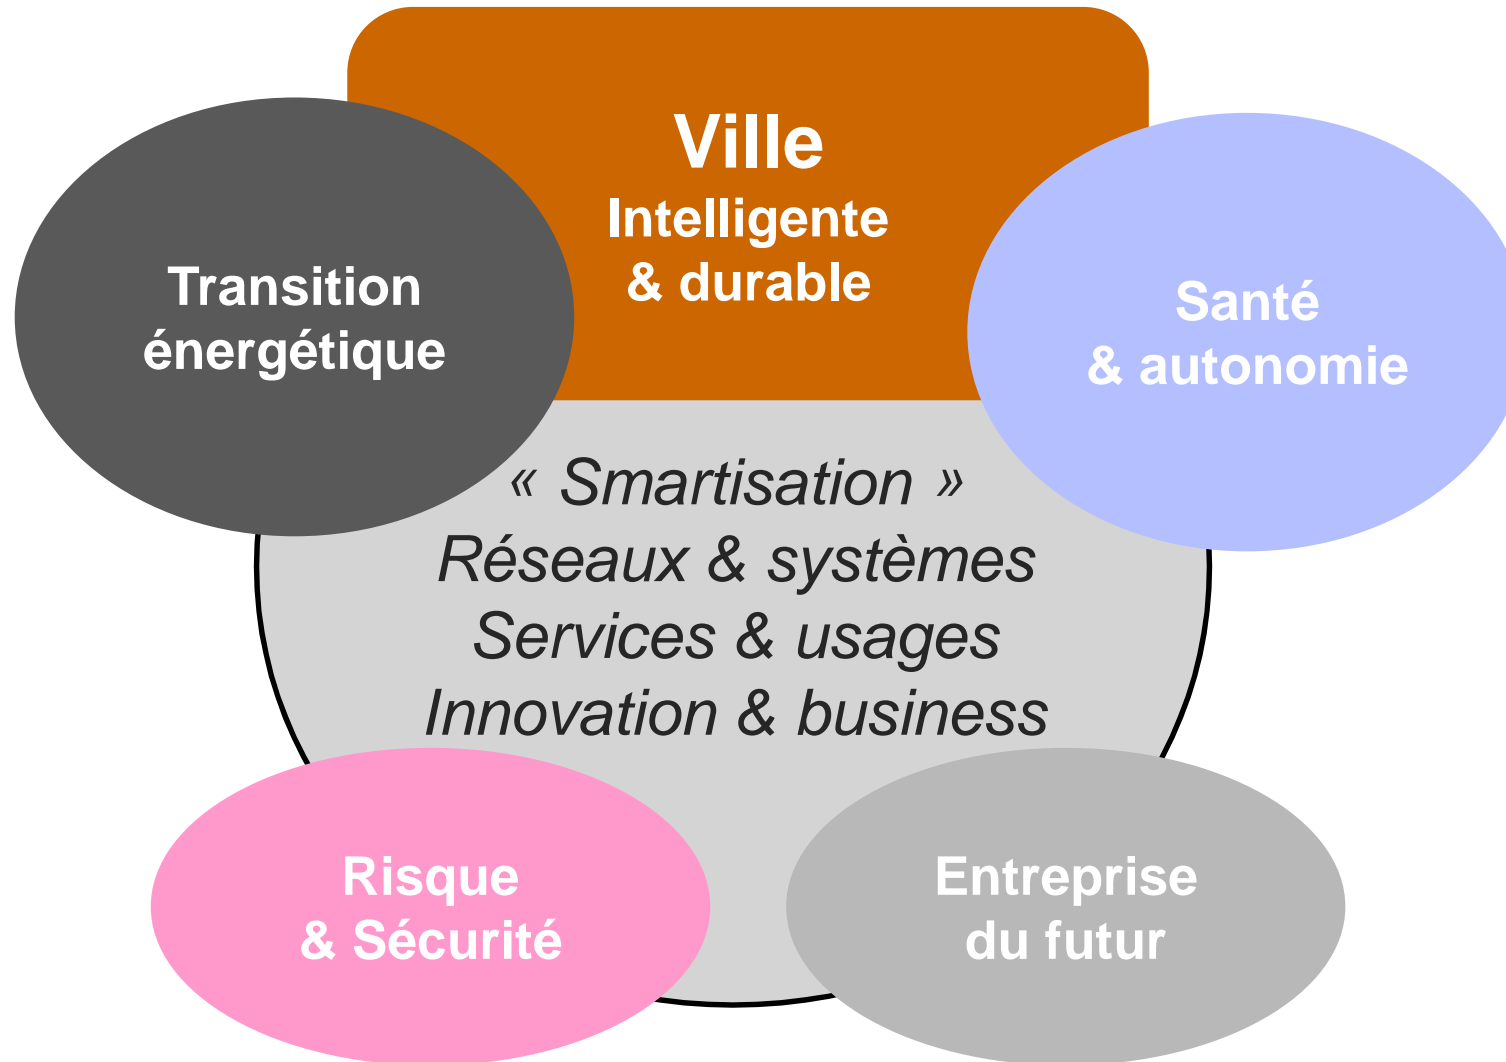 Ville
Intelligente
& durable
Transition
énergétique
Santé
& autonomie
« Smartisation »
Réseaux & systèmes
Services & usages
Innovation & business
Risque
& Sécurité
Entreprise
du futur